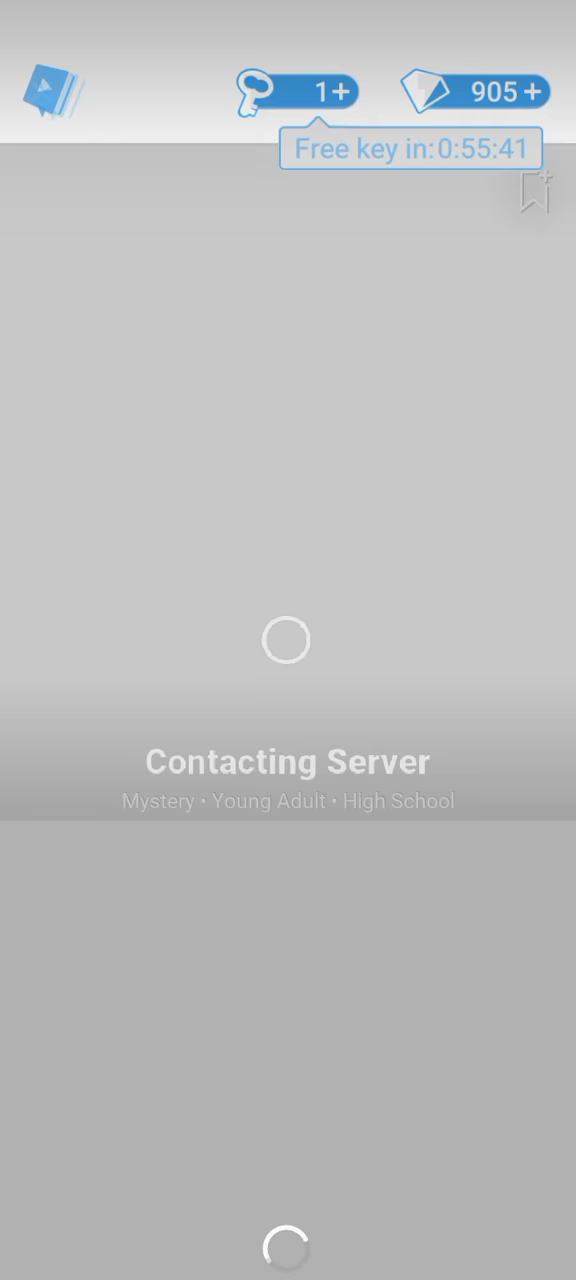 1+
905 +
Free key in: 0:55:41
Contacting Server
Mystery • Young Adult • High School